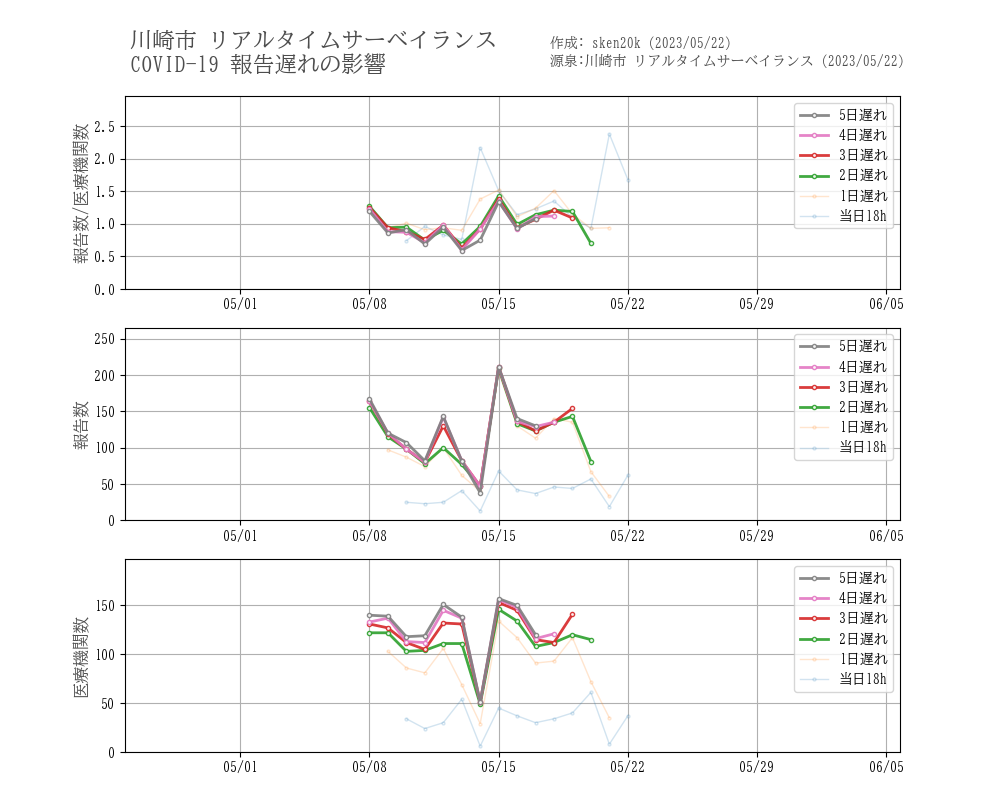 川崎市 リアルタイムサーベイランス
COVID-19 報告遅れの影響
作成: sken20k (2023/05/22)
源泉:川崎市 リアルタイムサーベイランス (2023/05/22)
報告数/医療機関数
2.5
2.0
1.5
1.0
0.5
0.0
5日遅れ
4日遅れ
3日遅れ
2日遅れ
1日遅れ
当日18h
05/01 05/08 05/15 05/22 05/29 06/05
報告数
250
200
150
100
50
0
5日遅れ
4日遅れ
3日遅れ
2日遅れ
1日遅れ
当日18h
05/01 05/08 05/15 05/22 05/29 06/05
医療機関数
150
100
50
0
5日遅れ
4日遅れ
3日遅れ
2日遅れ
1日遅れ
当日18h
05/01 05/08 05/15 05/22 05/29 06/05